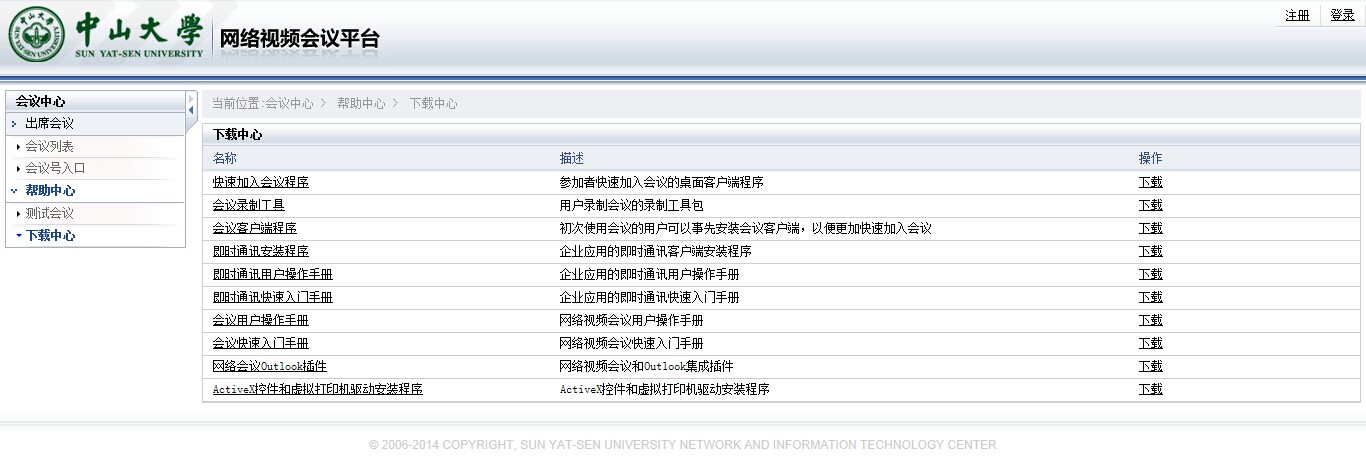 中山大学
SUN YAT-SEN UNIVERSITY
网络视频会议平台
注册 登录
会议中心
出席会议
会议列表
会议号入口
帮助中心
测试会议
下载中心
当前位置:会议中心 > 帮助中心 > 下载中心
下载中心
名称 描述 操作
快速加入会议程序 参加者快速加入会议的桌面客户端程序 下载
会议录制工具 用户录制会议的录制工具包 下载
会议客户端程序 初次使用会议的用户可以事先安装会议客户端，以便更加快速加入会议 下载
即时通讯安装程序 企业应用的即时通讯客户端安装程序 下载
即时通讯用户操作手册 企业应用的即时通讯用户操作手册 下载
即时通讯快速入门手册 企业应用的即时通讯快速入门手册 下载
会议用户操作手册 网络视频会议用户操作手册 下载
会议快速入门手册 网络视频会议快速入门手册 下载
网络会议Outlook插件 网络视频会议和Outlook集成插件 下载
ActiveX控件和虚拟打印机驱动安装程序 ActiveX控件和虚拟打印机驱动安装程序 下载
© 2006-2014 COPYRIGHT, SUN YAT-SEN UNIVERSITY NETWORK AND INFORMATION TECHNOLOGY CENTER